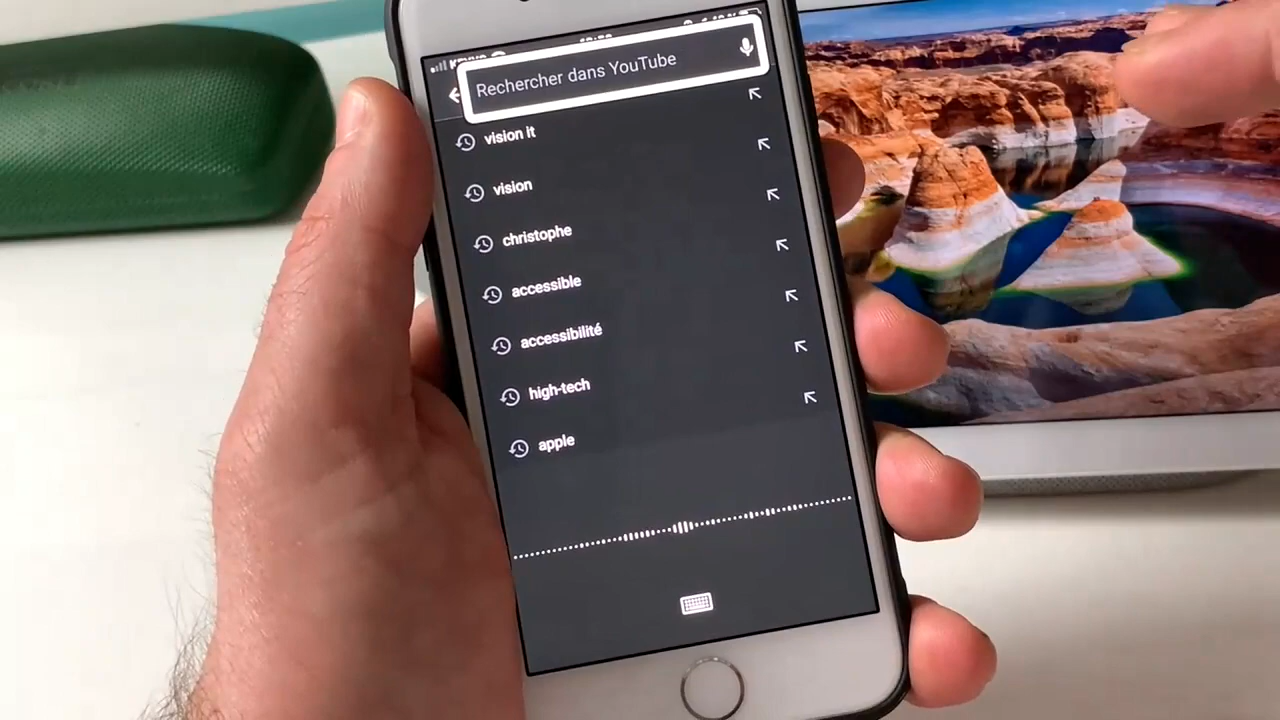 Rechercher dans YouTube
vision it
vision
christophe
accessible
accessibilité
high-tech
apple